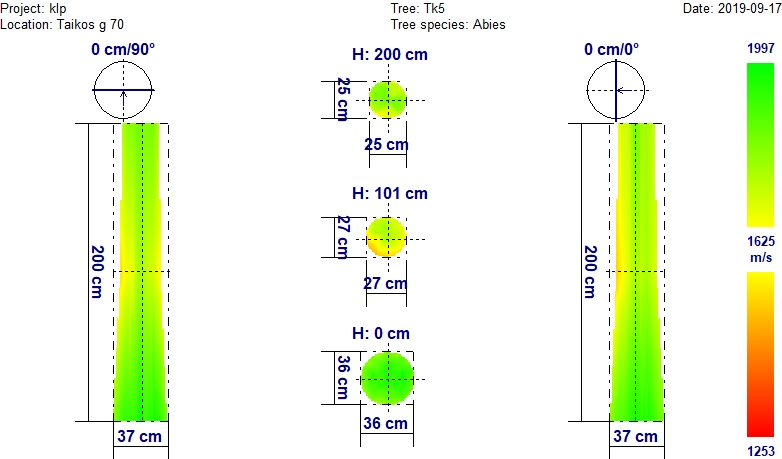 Project: klp
Tree: Tk5
Date: 2019-09-17
Location: Taikos g 70
Tree species: Abies
0 cm/90°
H: 200 cm
0 cm/0°
1997
25 cm
25 cm
H: 101 cm
27 cm
27 cm
200 cm
200 cm
1625
m/s
H: 0 cm
36 cm
36 cm
37 cm
37 cm
1253